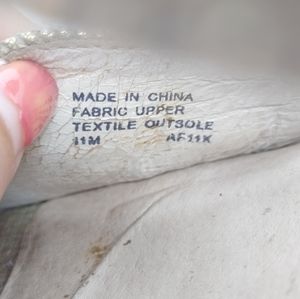 MADE IN CHINA
FABRIC UPPER
TEXTILE OUTSOLE
11M AF11X